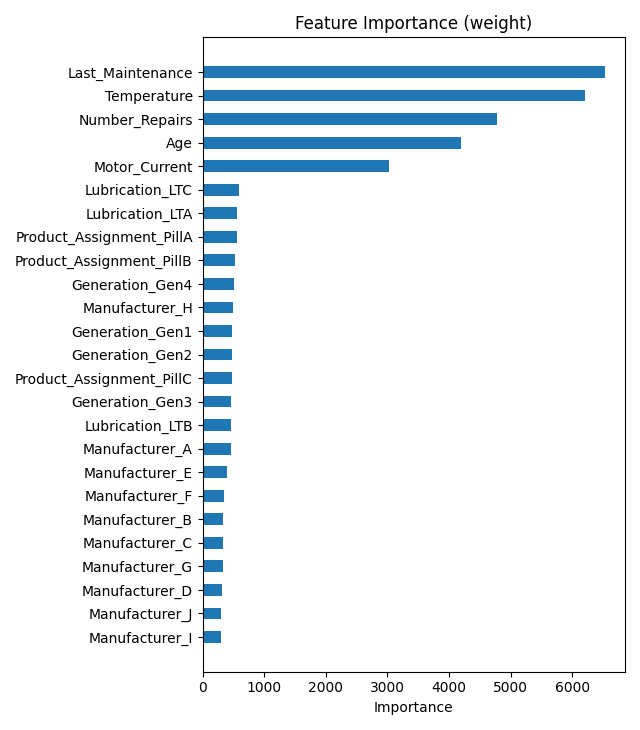 Feature Importance (weight)
Last_Maintenance
Temperature
Number_Repairs
Age
Motor_Current
Lubrication_LTC
Lubrication_LTA
Product_Assignment_PillA
Product_Assignment_PillB
Generation_Gen4
Manufacturer_H
Generation_Gen1
Generation_Gen2
Product_Assignment_PillC
Generation_Gen3
Lubrication_LTB
Manufacturer_A
Manufacturer_E
Manufacturer_F
Manufacturer_B
Manufacturer_C
Manufacturer_G
Manufacturer_D
Manufacturer_J
Manufacturer_I
0 1000 2000 3000 4000 5000 6000
Importance